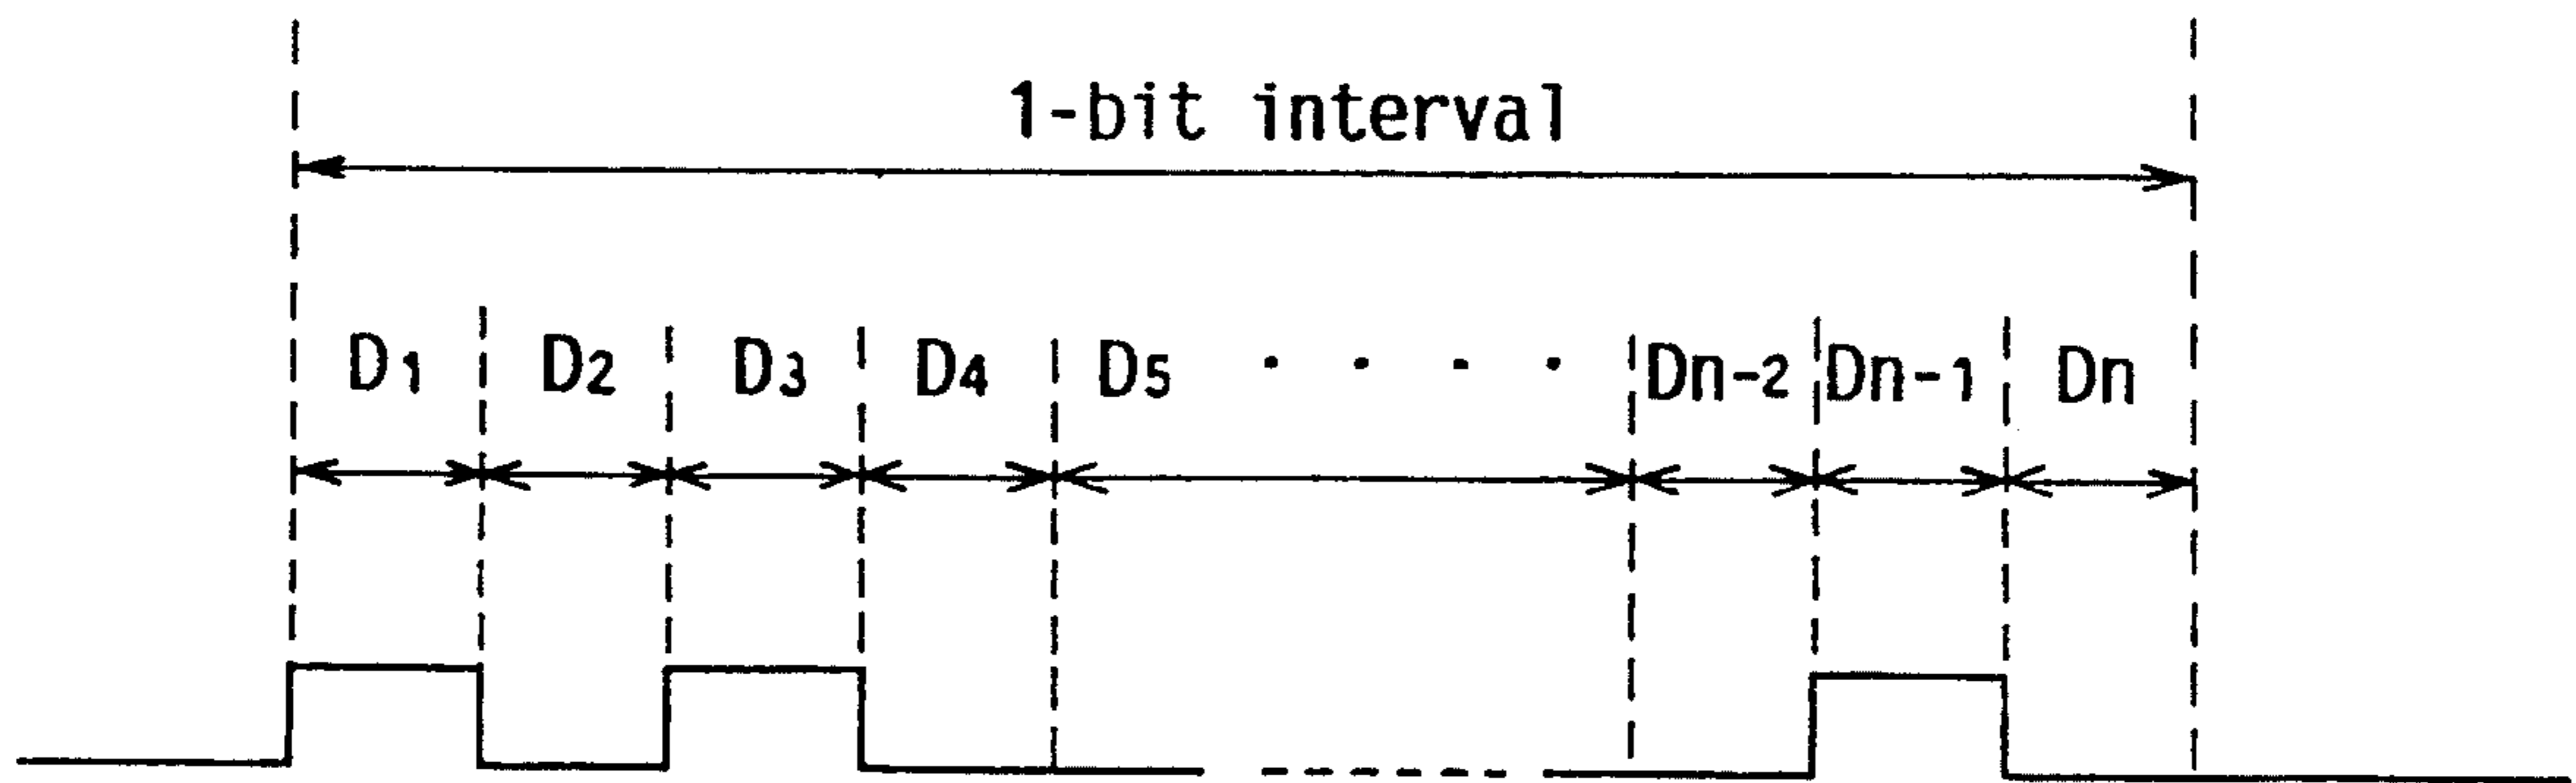 1-bit interval
D1 D2 D3 D4 D5 · · · · Dn-2 Dn-1 Dn